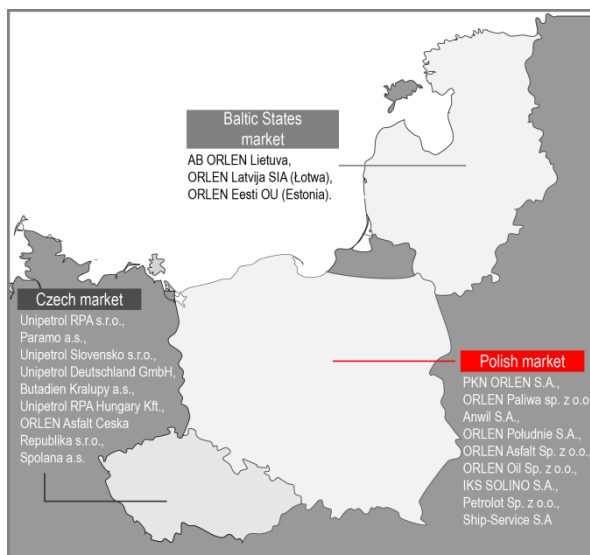 Baltic States
market
AB ORLEN Lietuva,
ORLEN Latvija SIA (Łotwa),
ORLEN Eesti OU (Estonia).
Czech market
Unipetrol RPA s.r.o.,
Paramo a.s.,
Unipetrol Slovensko s.r.o.,
Unipetrol Deutschland GmbH,
Butadien Kralupy a.s.,
Unipetrol RPA Hungary Kft.,
ORLEN Asfalt Ceska
Republika s.r.o.,
Spolana a.s.
Polish market
PKN ORLEN S.A.,
ORLEN Paliwa sp. z o.o
Anwil S.A.,
ORLEN Południe S.A.,
ORLEN Asfalt Sp. z o.o.,
ORLEN Oil Sp. z o.o.,
IKS SOLINO S.A.,
Petrolot Sp. z o.o.,
Ship-Service S.A